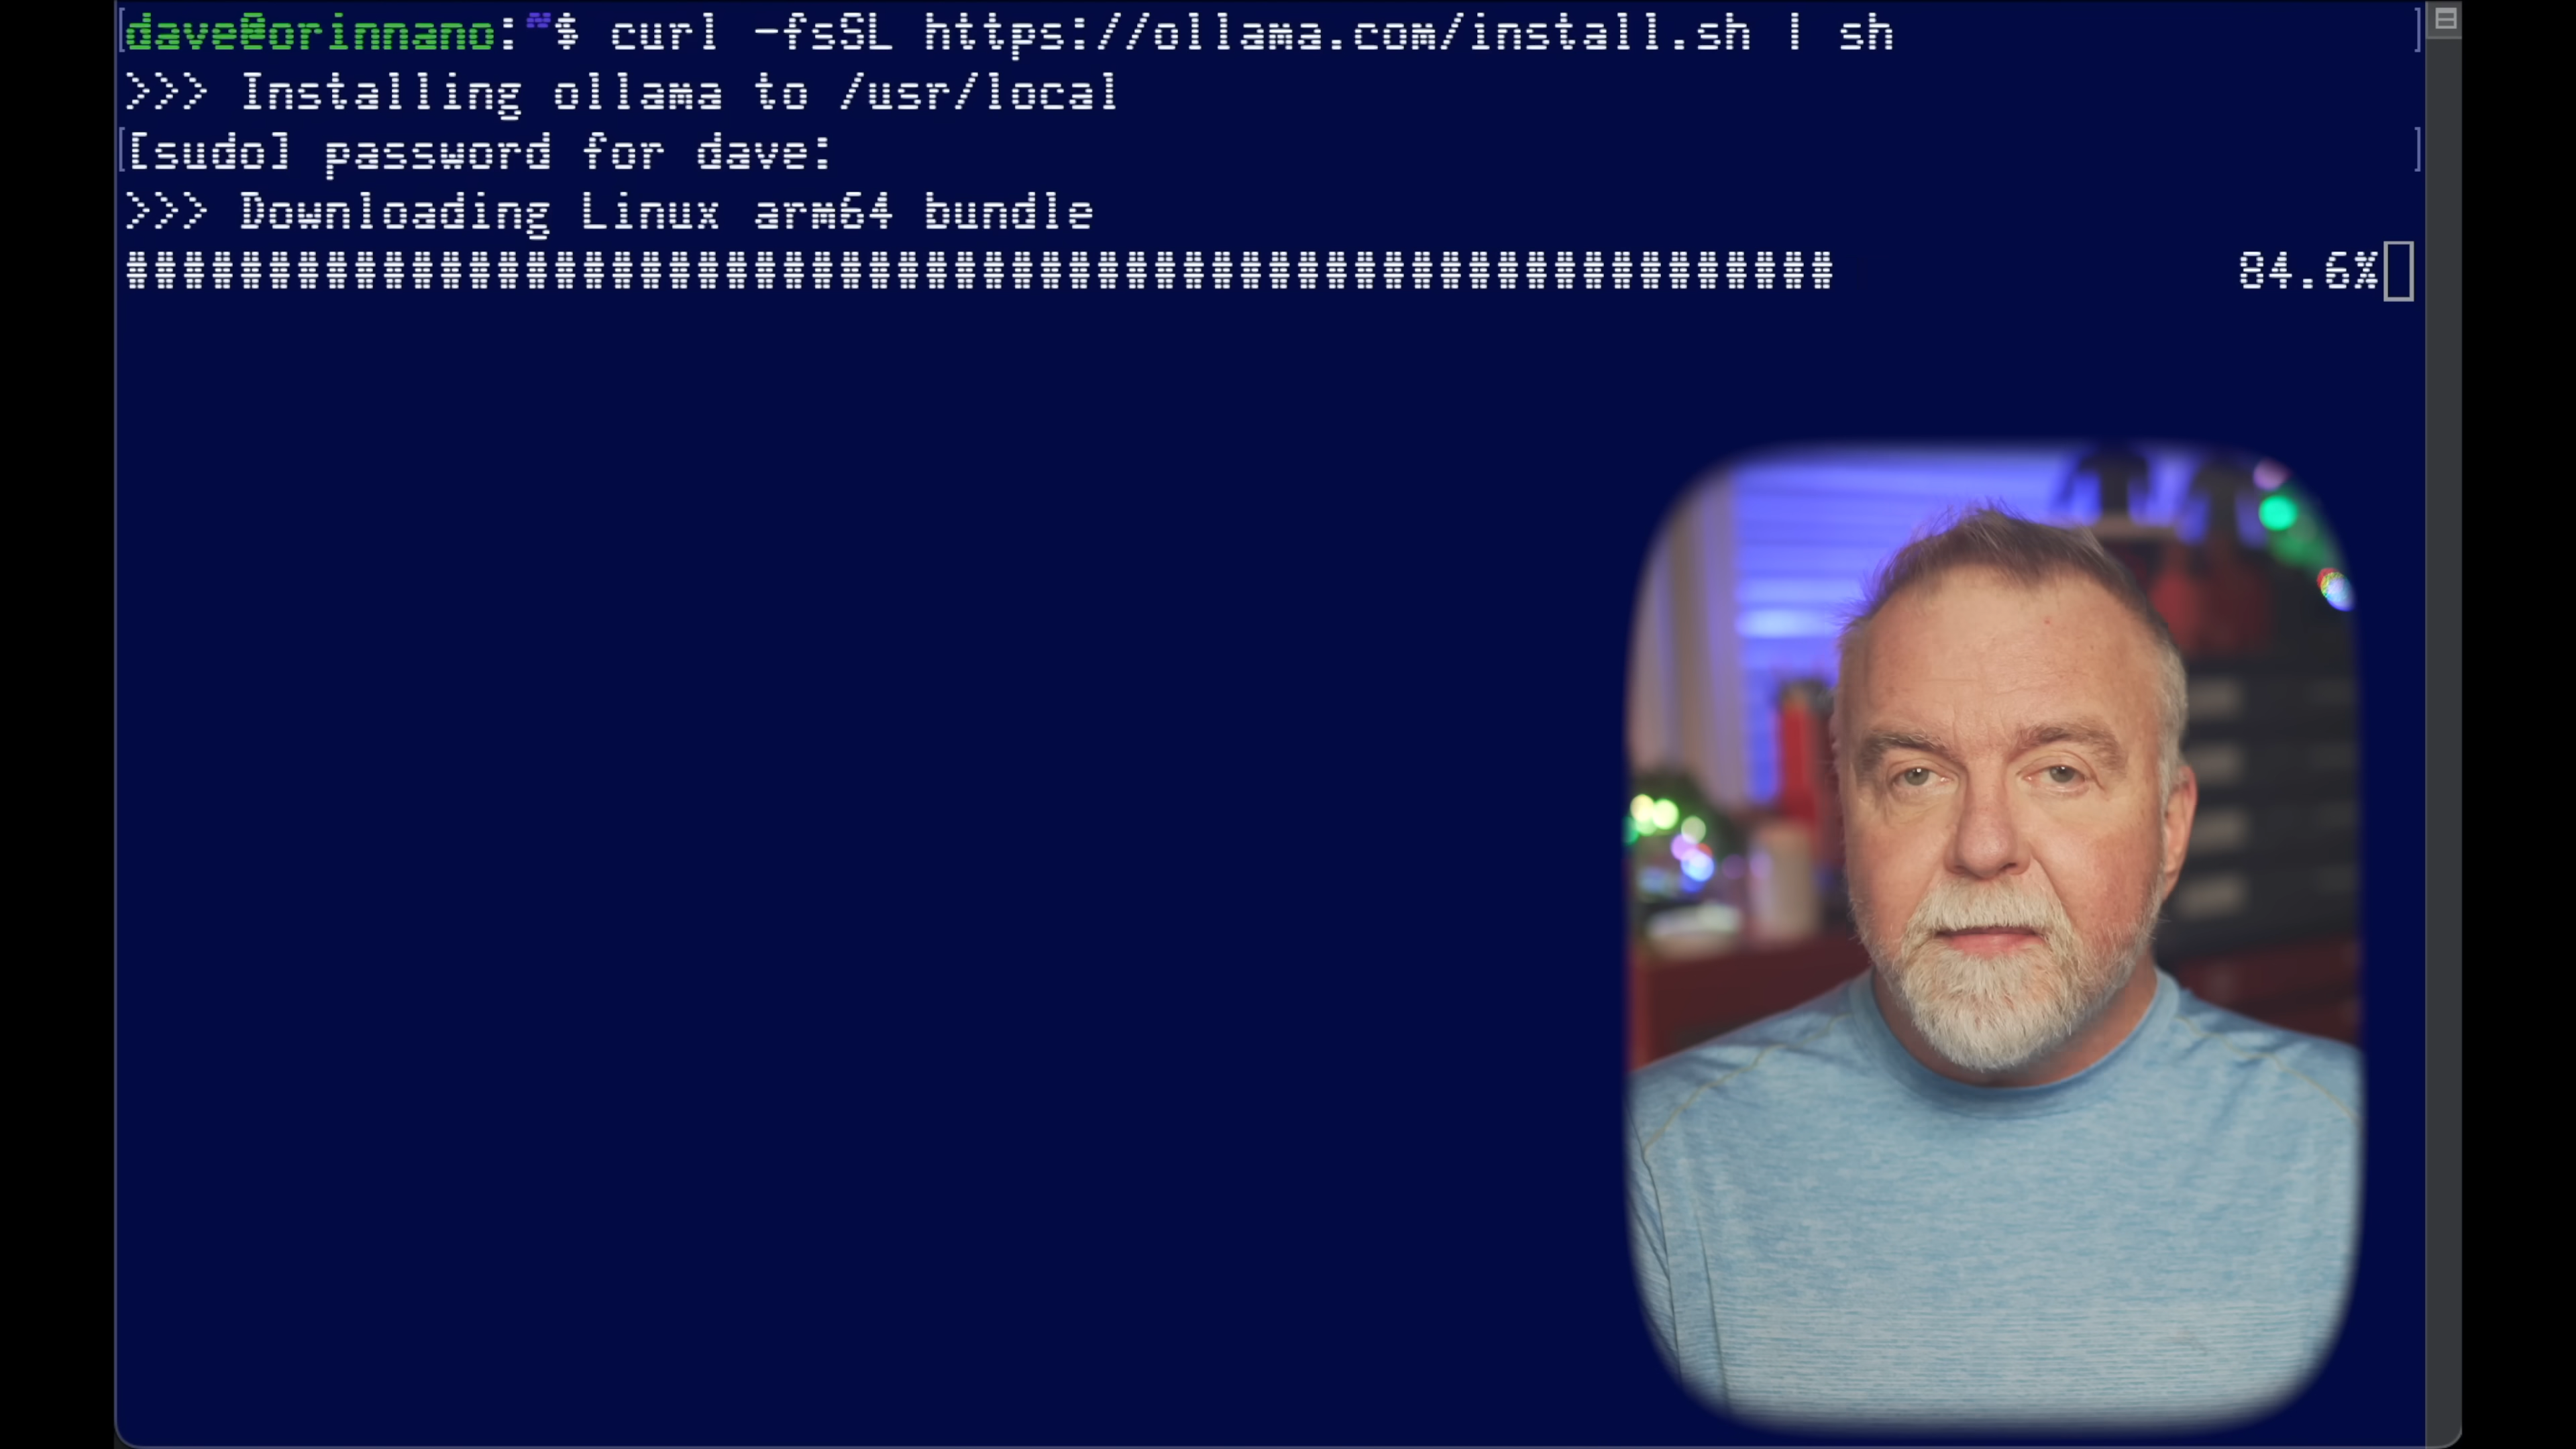 dave@orinnano:~$ curl -fsSL https://ollama.com/install.sh | sh
>>> Installing ollama to /usr/local
[sudo] password for dave:
>>> Downloading Linux arm64 bundle
############################################################ 84.6%